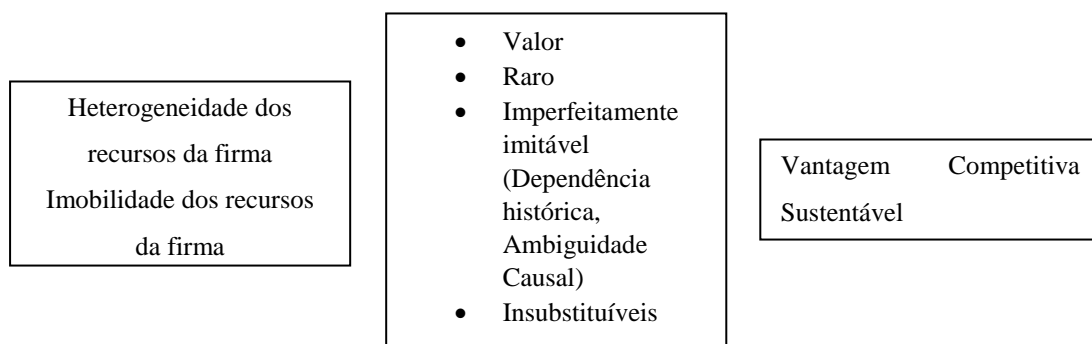 Heterogeneidade dos
recursos da firma
Imobilidade dos recursos
da firma
• Valor
• Raro
• Imperfeitamente
imitável
(Dependência
histórica,
Ambiguidade
Causal)
• Insubstituíveis
Vantagem Competitiva
Sustentável